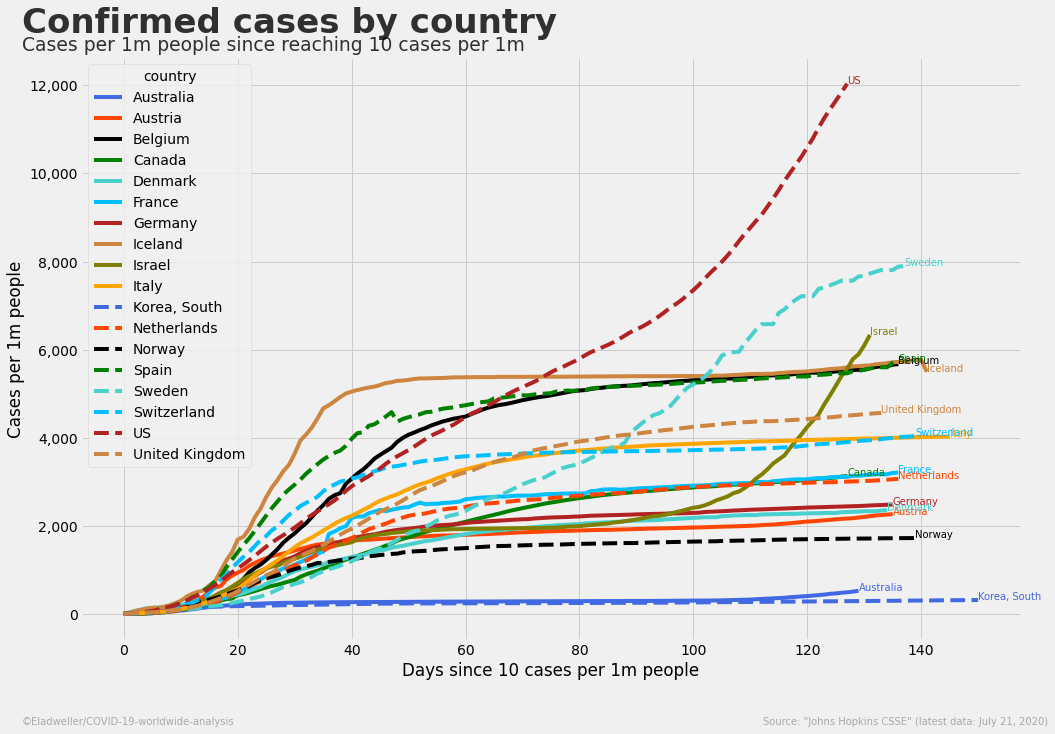 Confirmed cases by country
Cases per 1m people since reaching 10 cases per 1m
country
Australia
Austria
Belgium
Canada
Denmark
France
Germany
Iceland
Israel
Italy
Korea, South
Netherlands
Norway
Spain
Sweden
Switzerland
US
United Kingdom
12,000
10,000
8,000
6,000
4,000
2,000
0
Cases per 1m people
US
Sweden
Israel
Spain
Belgium
Iceland
United Kingdom
Switzerland
Italy
Canada
France
Netherlands
Germany
Denmark
Austria
Norway
Australia
Korea, South
0 20 40 60 80 100 120 140
Days since 10 cases per 1m people
©Eladweller/COVID-19-worldwide-analysis
Source: "Johns Hopkins CSSE" (latest data: July 21, 2020)